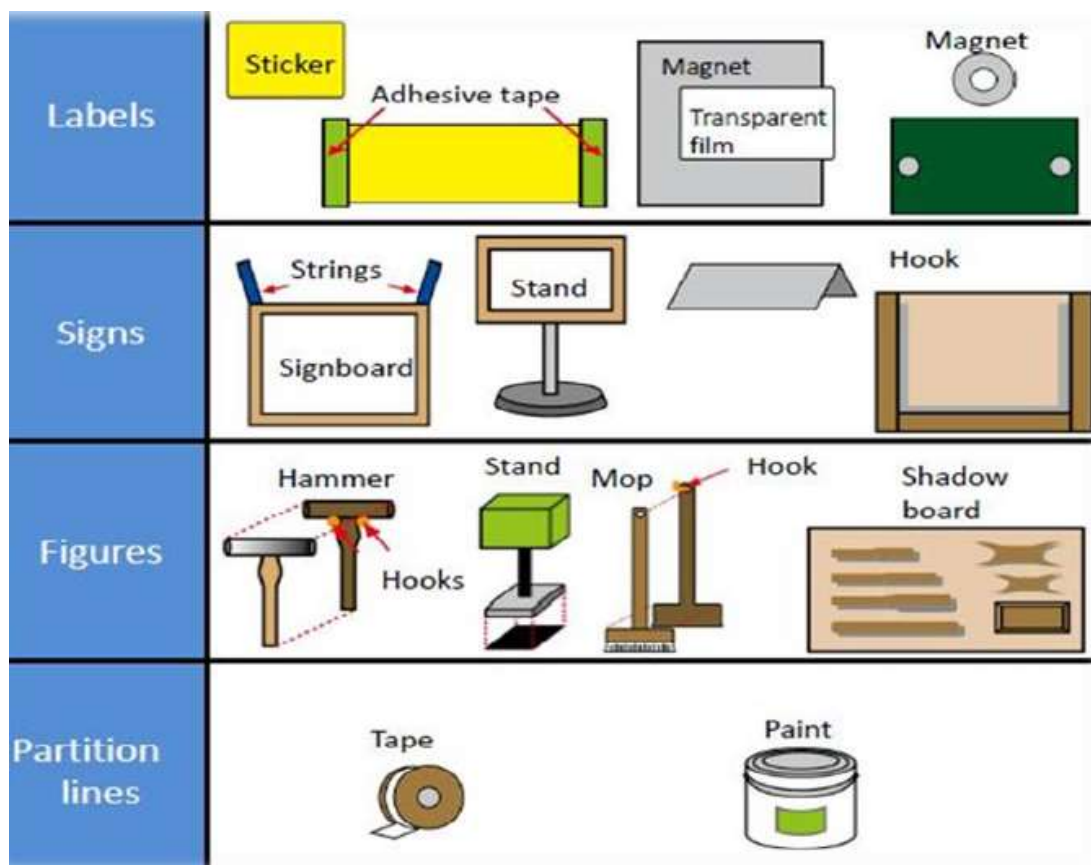 Labels
Sticker
Adhesive tape
Magnet
Transparent
film
Magnet
Signs
Strings
Signboard
Stand
Hook
Figures
Hammer
Hooks
Stand
Mop
Hook
Shadow
board
Partition
lines
Tape
Paint